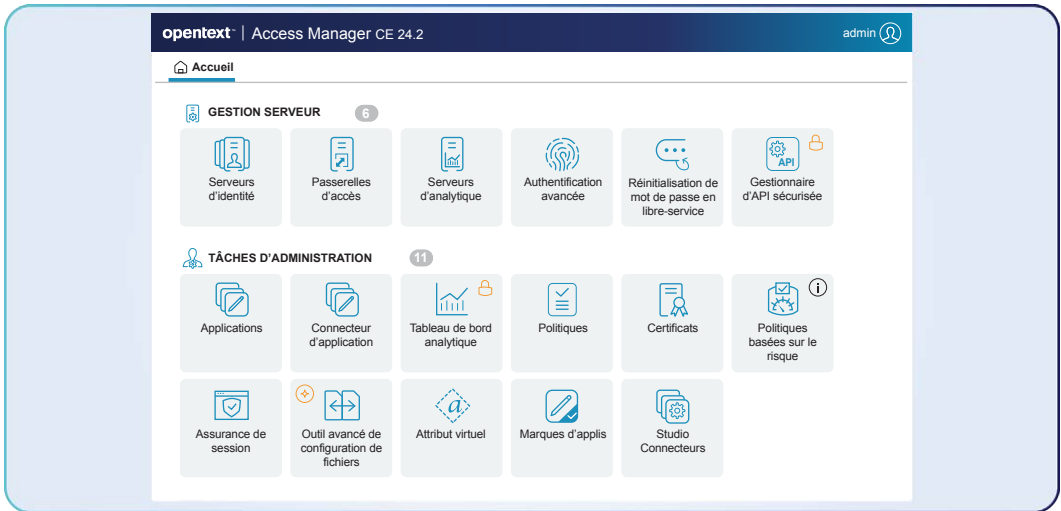 opentext™ | Access Manager CE 24.2
admin
Accueil
GESTION SERVEUR 6
Serveurs
d'identité
Passerelles
d'accès
Serveurs
d'analytique
Authentification
avancée
Réinitialisation de
mot de passe en
libre-service
API
Gestionnaire
d'API sécurisée
TÂCHES D'ADMINISTRATION 11
Applications
Connecteur
d'application
Tableau de bord
analytique
Politiques
Certificats
i
Politiques
basées sur le
risque
Assurance de
session
Outil avancé de
configuration de
fichiers
a
Attribut virtuel
Marques d'applis
Studio
Connecteurs